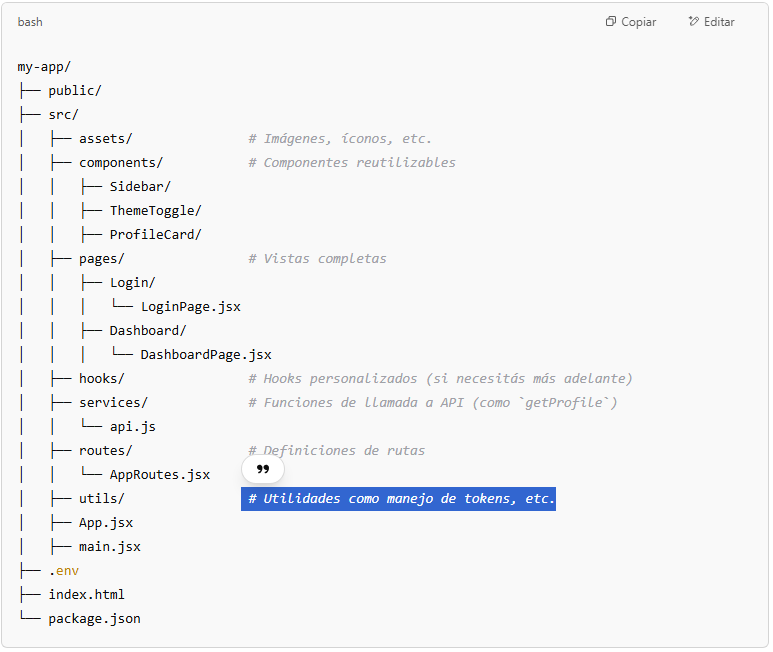 bash Copiar Editar
my-app/
├── public/
├── src/
│   ├── assets/               # Imágenes, íconos, etc.
│   ├── components/           # Componentes reutilizables
│   │   ├── Sidebar/
│   │   ├── ThemeToggle/
│   │   ├── ProfileCard/
│   ├── pages/                # Vistas completas
│   │   ├── Login/
│   │   │   └── LoginPage.jsx
│   │   ├── Dashboard/
│   │   │   └── DashboardPage.jsx
│   ├── hooks/                # Hooks personalizados (si necesitás más adelante)
│   ├── services/             # Funciones de llamada a API (como `getProfile`)
│   │   └── api.js
│   ├── routes/               # Definiciones de rutas
│   │   └── AppRoutes.jsx
│   ├── utils/                # Utilidades como manejo de tokens, etc.
│   ├── App.jsx
│   ├── main.jsx
├── .env
├── index.html
└── package.json